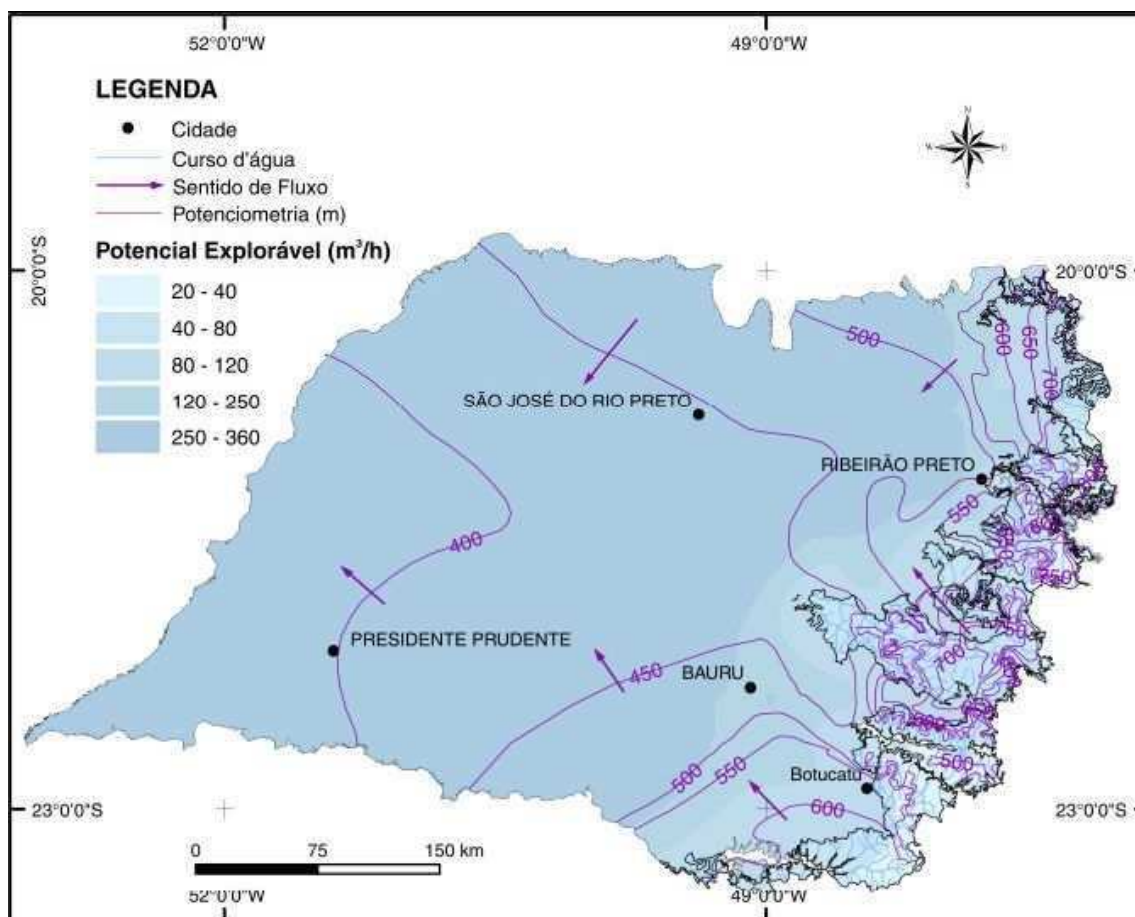 52°0'0"W
49°0'0"W
LEGENDA
Cidade
Curso d'água
Sentido de Fluxo
Potenciometria (m)
Potencial Explorável (m³/h)
20 - 40
40 - 80
80 - 120
120 - 250
250 - 360
N
W
E
S
20°0'0"S
20°0'0"S
500
600
650
700
SÃO JOSÉ DO RIO PRETO
RIBEIRÃO PRETO
550
400
PRESIDENTE PRUDENTE
700
450
BAURU
500
550
500
Botucatu
600
23°0'0"S
23°0'0"S
0
75
150 km
52°0'0"W
49°0'0"W